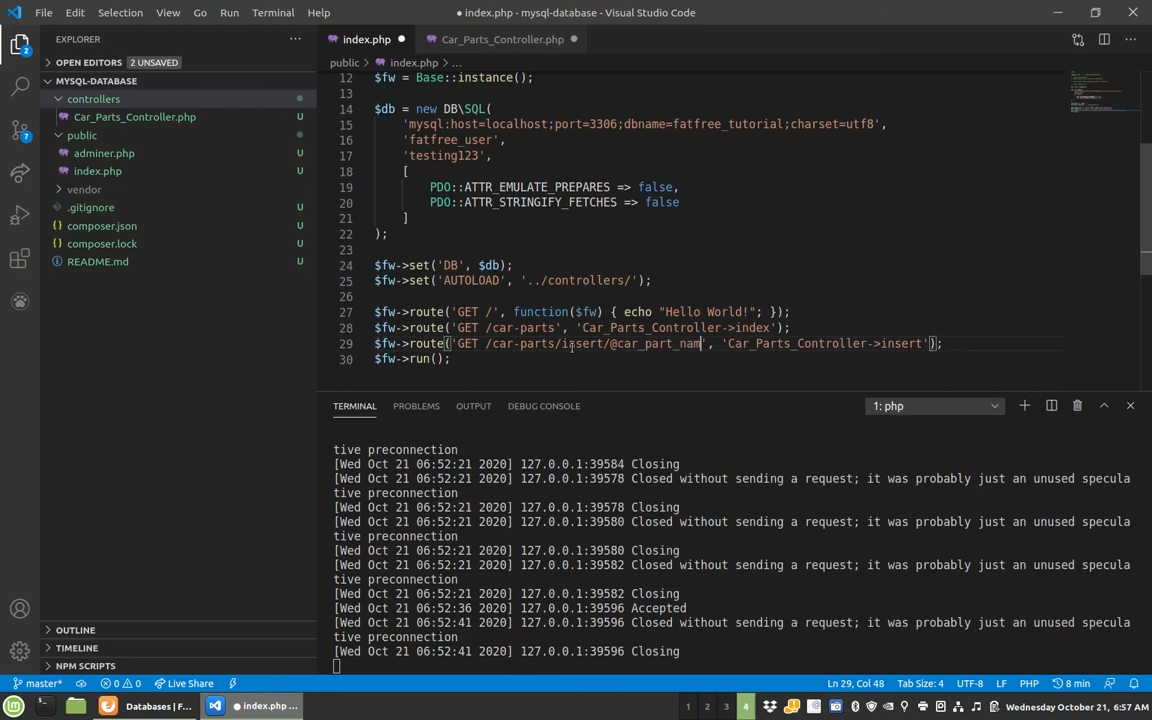 File Edit Selection View Go Run Terminal Help
● index.php - mysql-database - Visual Studio Code
EXPLORER
OPEN EDITORS 2 UNSAVED
MYSQL-DATABASE
controllers
Car_Parts_Controller.php U
public
adminer.php U
index.php U
vendor
.gitignore U
composer.json U
composer.lock U
README.md U
OUTLINE
TIMELINE
NPM SCRIPTS
2
7
index.php ● Car_Parts_Controller.php ●
public > index.php > ...
12 $fw = Base::instance();
13
14 $db = new DB\SQL(
15 'mysql:host=localhost;port=3306;dbname=fatfree_tutorial;charset=utf8',
16 'fatfree_user',
17 'testing123',
18 [
19 PDO::ATTR_EMULATE_PREPARES => false,
20 PDO::ATTR_STRINGIFY_FETCHES => false
21 ]
22 );
23
24 $fw->set('DB', $db);
25 $fw->set('AUTOLOAD', '../controllers/');
26
27 $fw->route('GET /', function($fw) { echo "Hello World!"; });
28 $fw->route('GET /car-parts', 'Car_Parts_Controller->index');
29 $fw->route('GET /car-parts/insert/@car_part_nam', 'Car_Parts_Controller->insert');
30 $fw->run();
TERMINAL PROBLEMS OUTPUT DEBUG CONSOLE 1: php
tive preconnection
[Wed Oct 21 06:52:21 2020] 127.0.0.1:39584 Closing
[Wed Oct 21 06:52:21 2020] 127.0.0.1:39578 Closed without sending a request; it was probably just an unused specula
tive preconnection
[Wed Oct 21 06:52:21 2020] 127.0.0.1:39578 Closing
[Wed Oct 21 06:52:21 2020] 127.0.0.1:39580 Closed without sending a request; it was probably just an unused specula
tive preconnection
[Wed Oct 21 06:52:21 2020] 127.0.0.1:39580 Closing
[Wed Oct 21 06:52:21 2020] 127.0.0.1:39582 Closed without sending a request; it was probably just an unused specula
tive preconnection
[Wed Oct 21 06:52:21 2020] 127.0.0.1:39582 Closing
[Wed Oct 21 06:52:36 2020] 127.0.0.1:39596 Accepted
[Wed Oct 21 06:52:41 2020] 127.0.0.1:39596 Closed without sending a request; it was probably just an unused specula
tive preconnection
[Wed Oct 21 06:52:41 2020] 127.0.0.1:39596 Closing
master* 0 0 Live Share Ln 29, Col 48 Tab Size: 4 UTF-8 LF PHP 8 min
Databases | F... ● index.php ... 1 2 3 4 Wednesday October 21, 6:57 AM